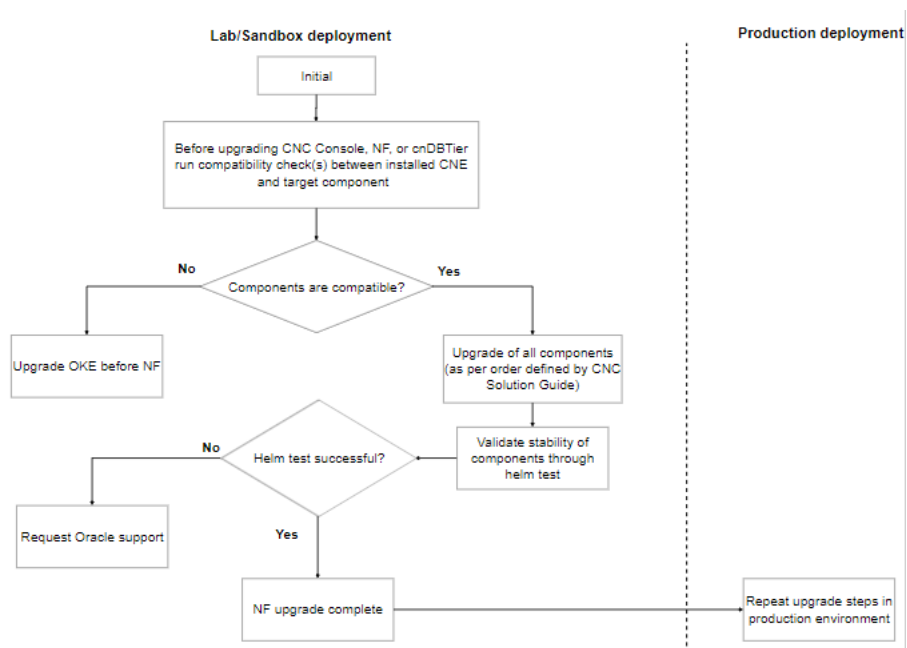 Lab/Sandbox deployment
Production deployment
Initial
Before upgrading CNC Console, NF, or cnDBTier
run compatibility check(s) between installed CNE
and target component
No
Yes
Components are compatible?
Upgrade OKE before NF
Upgrade of all components
(as per order defined by CNC
Solution Guide)
No
Helm test successful?
Validate stability of
components through
helm test
Request Oracle support
Yes
NF upgrade complete
Repeat upgrade steps in
production environment